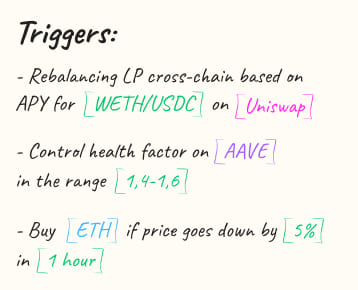 Triggers:
- Rebalancing LP cross-chain based on
APY for [WETH/USDC] on [Uniswap]
- Control health factor on [AAVE]
in the range [1,4-1,6]
- Buy [ETH] if price goes down by [5%]
in [1 hour]